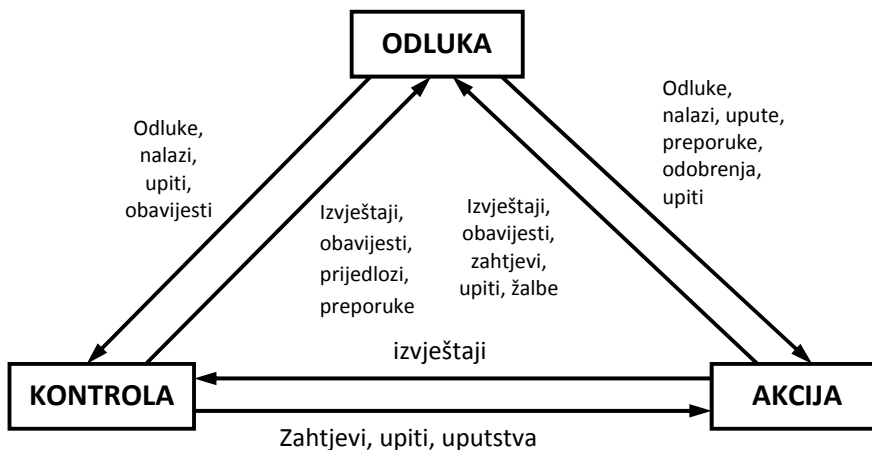 ODLUKA
Odluke,
nalazi,
upiti,
obavijesti
Izvještaji,
obavijesti,
prijedlozi,
preporuke
Izvještaji,
obavijesti,
zahtjevi,
upiti, žalbe
Odluke,
nalazi, upute,
preporuke,
odobrenja,
upiti
izvještaji
KONTROLA
AKCIJA
Zahtjevi, upiti, uputstva